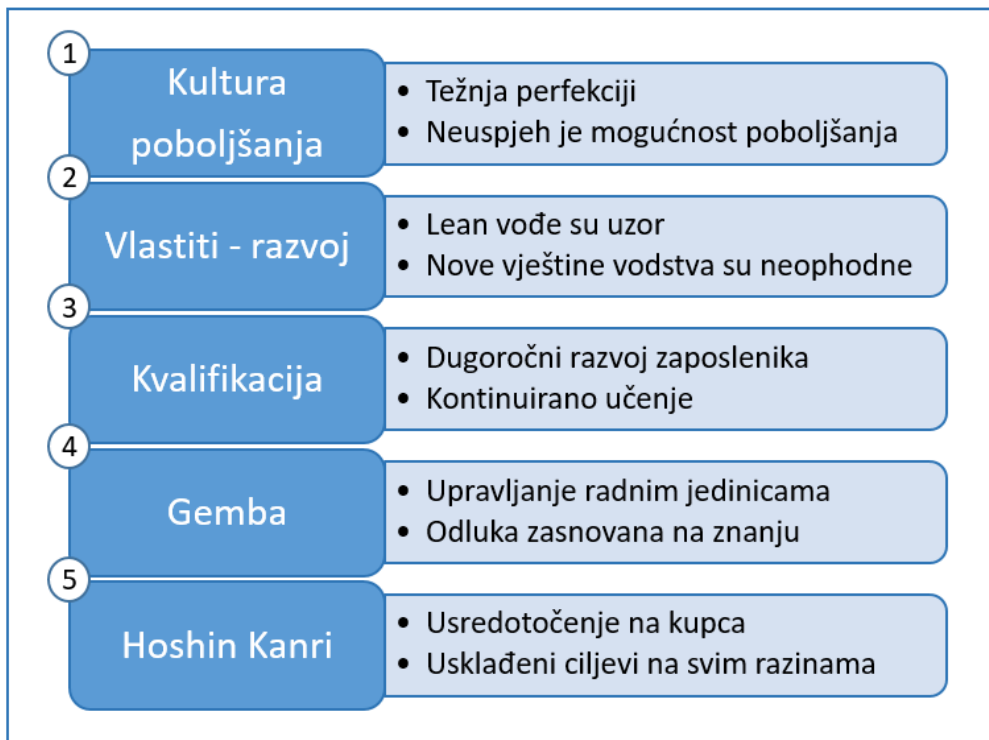 1
Kultura
poboljšanja
• Težnja perfekciji
• Neuspjeh je mogućnost poboljšanja
2
Vlastiti - razvoj
• Lean vođe su uzor
• Nove vještine vodstva su neophodne
3
Kvalifikacija
• Dugoročni razvoj zaposlenika
• Kontinuirano učenje
4
Gemba
• Upravljanje radnim jedinicama
• Odluka zasnovana na znanju
5
Hoshin Kanri
• Usredotočenje na kupca
• Usklađeni ciljevi na svim razinama